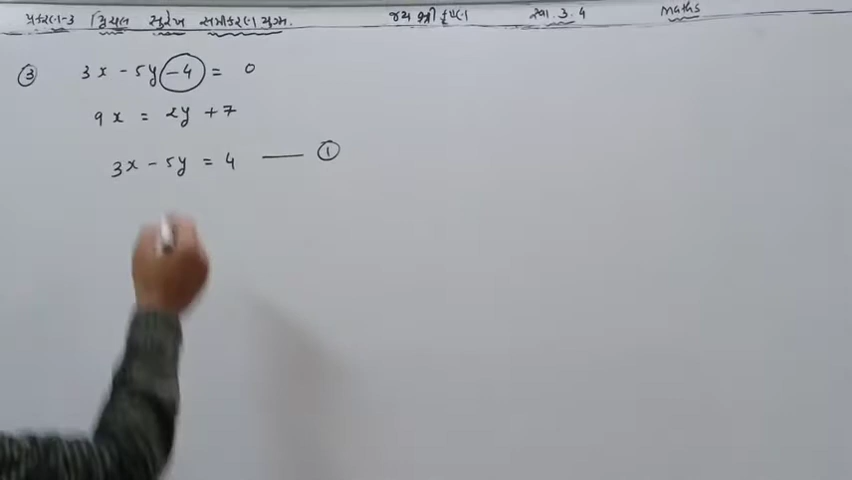 પ્રકરણ-3 દ્વિચલ સુરેખ સમીકરણ યુગ્મ. જય શ્રી કૃષ્ણ સ્વા. 3.4 Maths
③ 3x - 5y - 4 = 0
9x = 2y + 7
3x - 5y = 4 —— ①